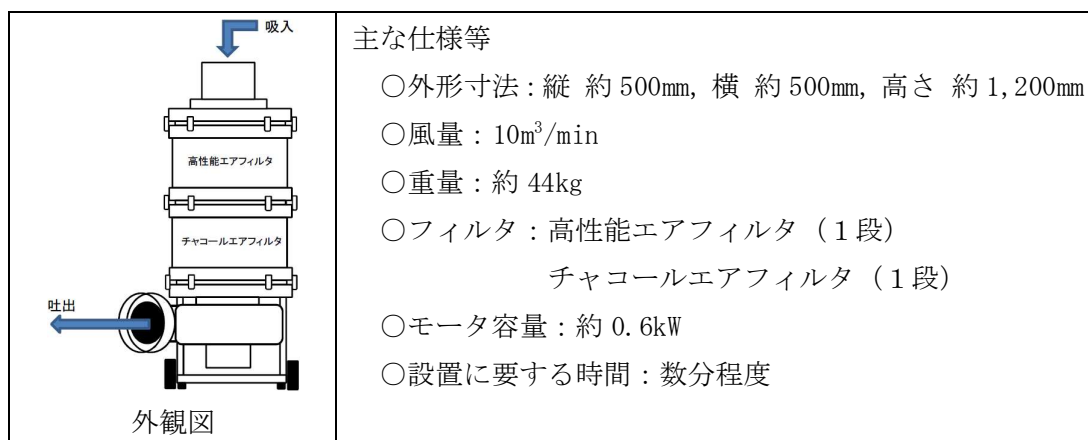 吸入
高性能エアフィルタ
チャコールエアフィルタ
吐出
外観図
主な仕様等
○外形寸法:縦 約500mm, 横 約500mm, 高さ 約1,200mm
○風量:10m³/min
○重量:約44kg
○フィルタ:高性能エアフィルタ(1段)
チャコールエアフィルタ(1段)
○モータ容量:約0.6kW
○設置に要する時間:数分程度